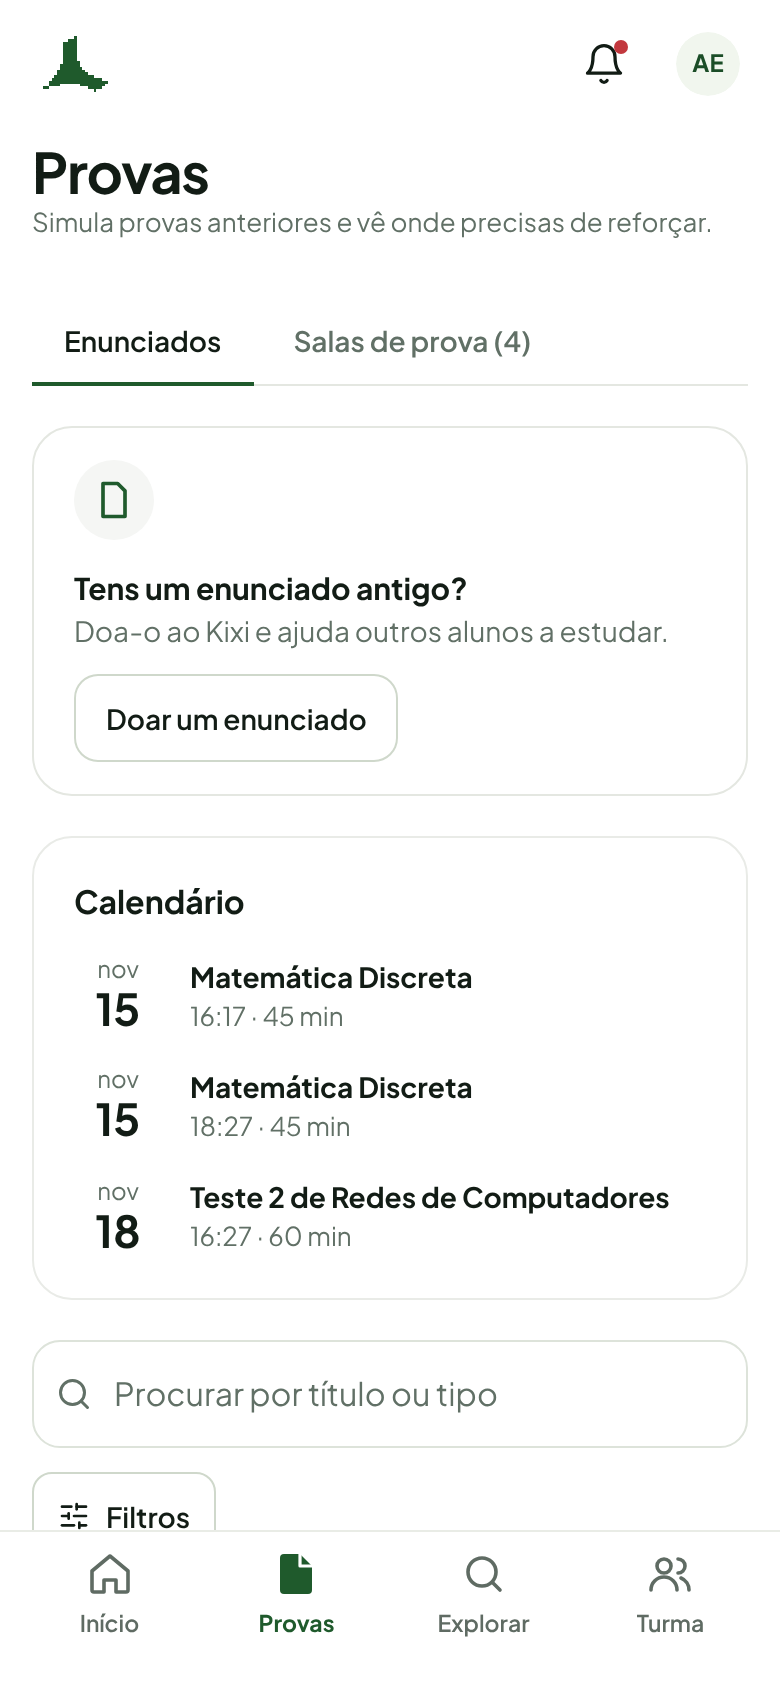 AE
Provas
Simula provas anteriores e vê onde precisas de reforçar.
Enunciados
Salas de prova (4)
Tens um enunciado antigo?
Doa-o ao Kixi e ajuda outros alunos a estudar.
Doar um enunciado
Calendário
nov
15
Matemática Discreta
16:17 · 45 min
nov
15
Matemática Discreta
18:27 · 45 min
nov
18
Teste 2 de Redes de Computadores
16:27 · 60 min
Procurar por título ou tipo
Filtros
Início
Provas
Explorar
Turma